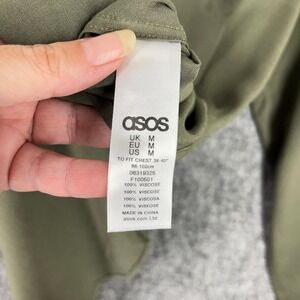 asos
UK M
EU M
US M
TO FIT CHEST 38-40"
96-102cm
06319325
F100501
100% VISCOSE
100% VISCOSE
100% VISCOSA
100% VISKOSE
MADE IN CHINA
asos.com Ltd